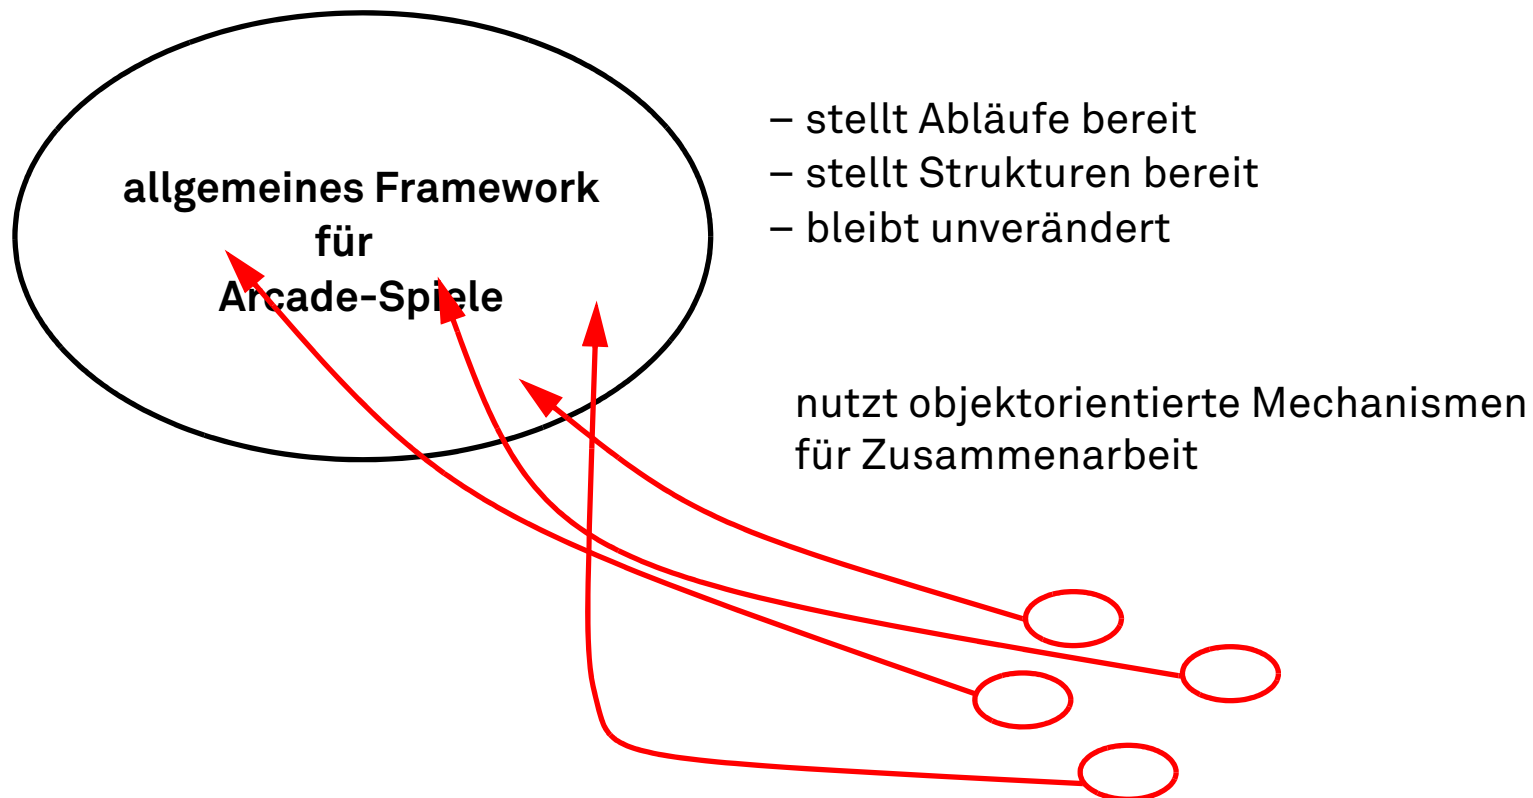 allgemeines Framework
für
Arcade-Spiele
– stellt Abläufe bereit
– stellt Strukturen bereit
– bleibt unverändert
nutzt objektorientierte Mechanismen
für Zusammenarbeit